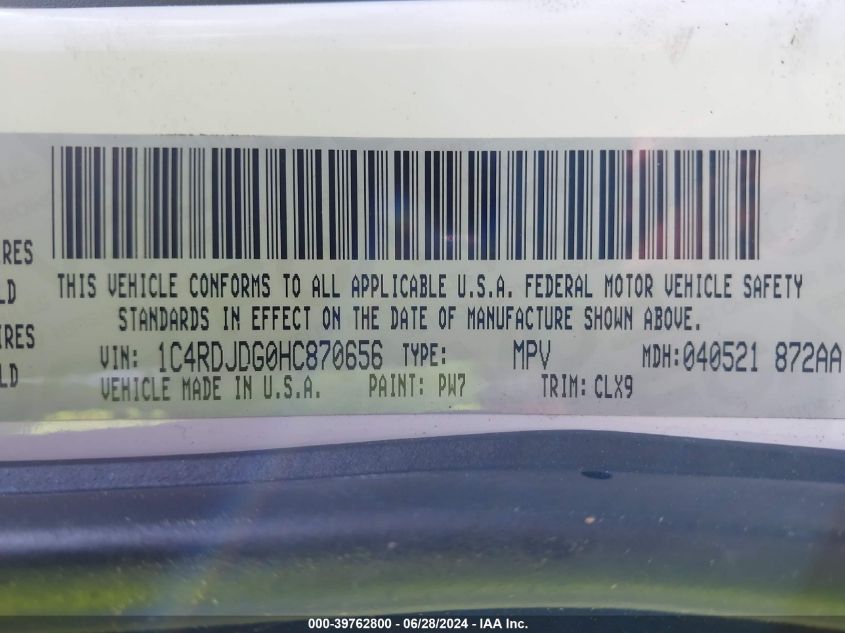 THIS VEHICLE CONFORMS TO ALL APPLICABLE U.S.A. FEDERAL MOTOR VEHICLE SAFETY
STANDARDS IN EFFECT ON THE DATE OF MANUFACTURE SHOWN ABOVE.
VIN: 1C4RDJDG0HC870656 TYPE: MPV MDH: 040521 872AA
VEHICLE MADE IN U.S.A. PAINT: PW7 TRIM: CLX9
IRES
LD
IRES
LD
000-39762800 - 06/28/2024 - IAA Inc.